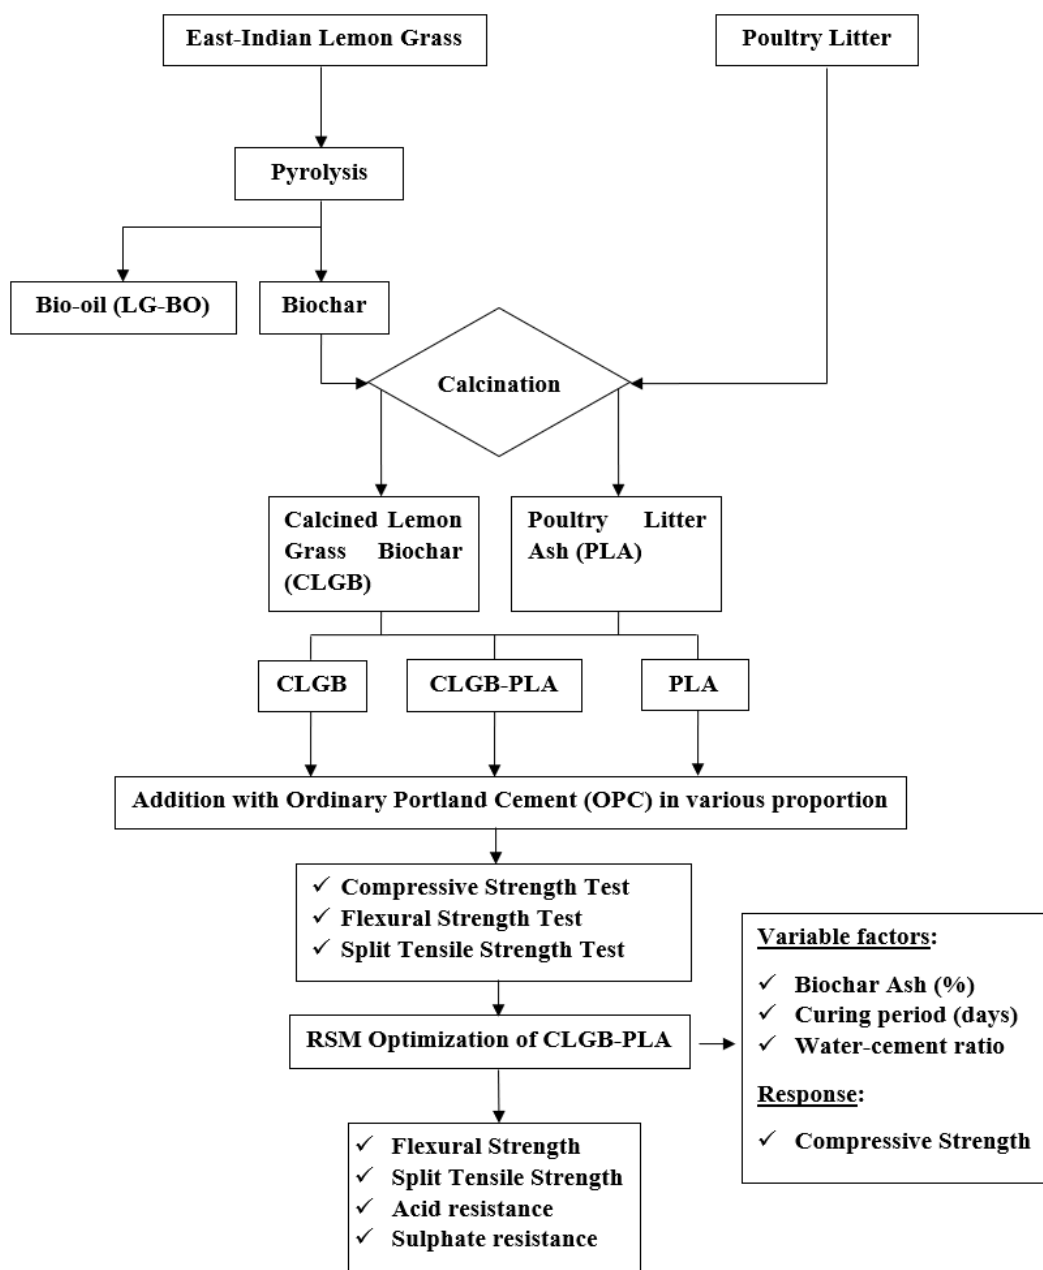 East-Indian Lemon Grass
Poultry Litter
Pyrolysis
Bio-oil (LG-BO)
Biochar
Calcination
Calcined Lemon
Grass Biochar
(CLGB)
Poultry Litter
Ash (PLA)
CLGB
CLGB-PLA
PLA
Addition with Ordinary Portland Cement (OPC) in various proportion
✓ Compressive Strength Test
✓ Flexural Strength Test
✓ Split Tensile Strength Test
RSM Optimization of CLGB-PLA
Variable factors:
✓ Biochar Ash (%)
✓ Curing period (days)
✓ Water-cement ratio
Response:
✓ Compressive Strength
✓ Flexural Strength
✓ Split Tensile Strength
✓ Acid resistance
✓ Sulphate resistance